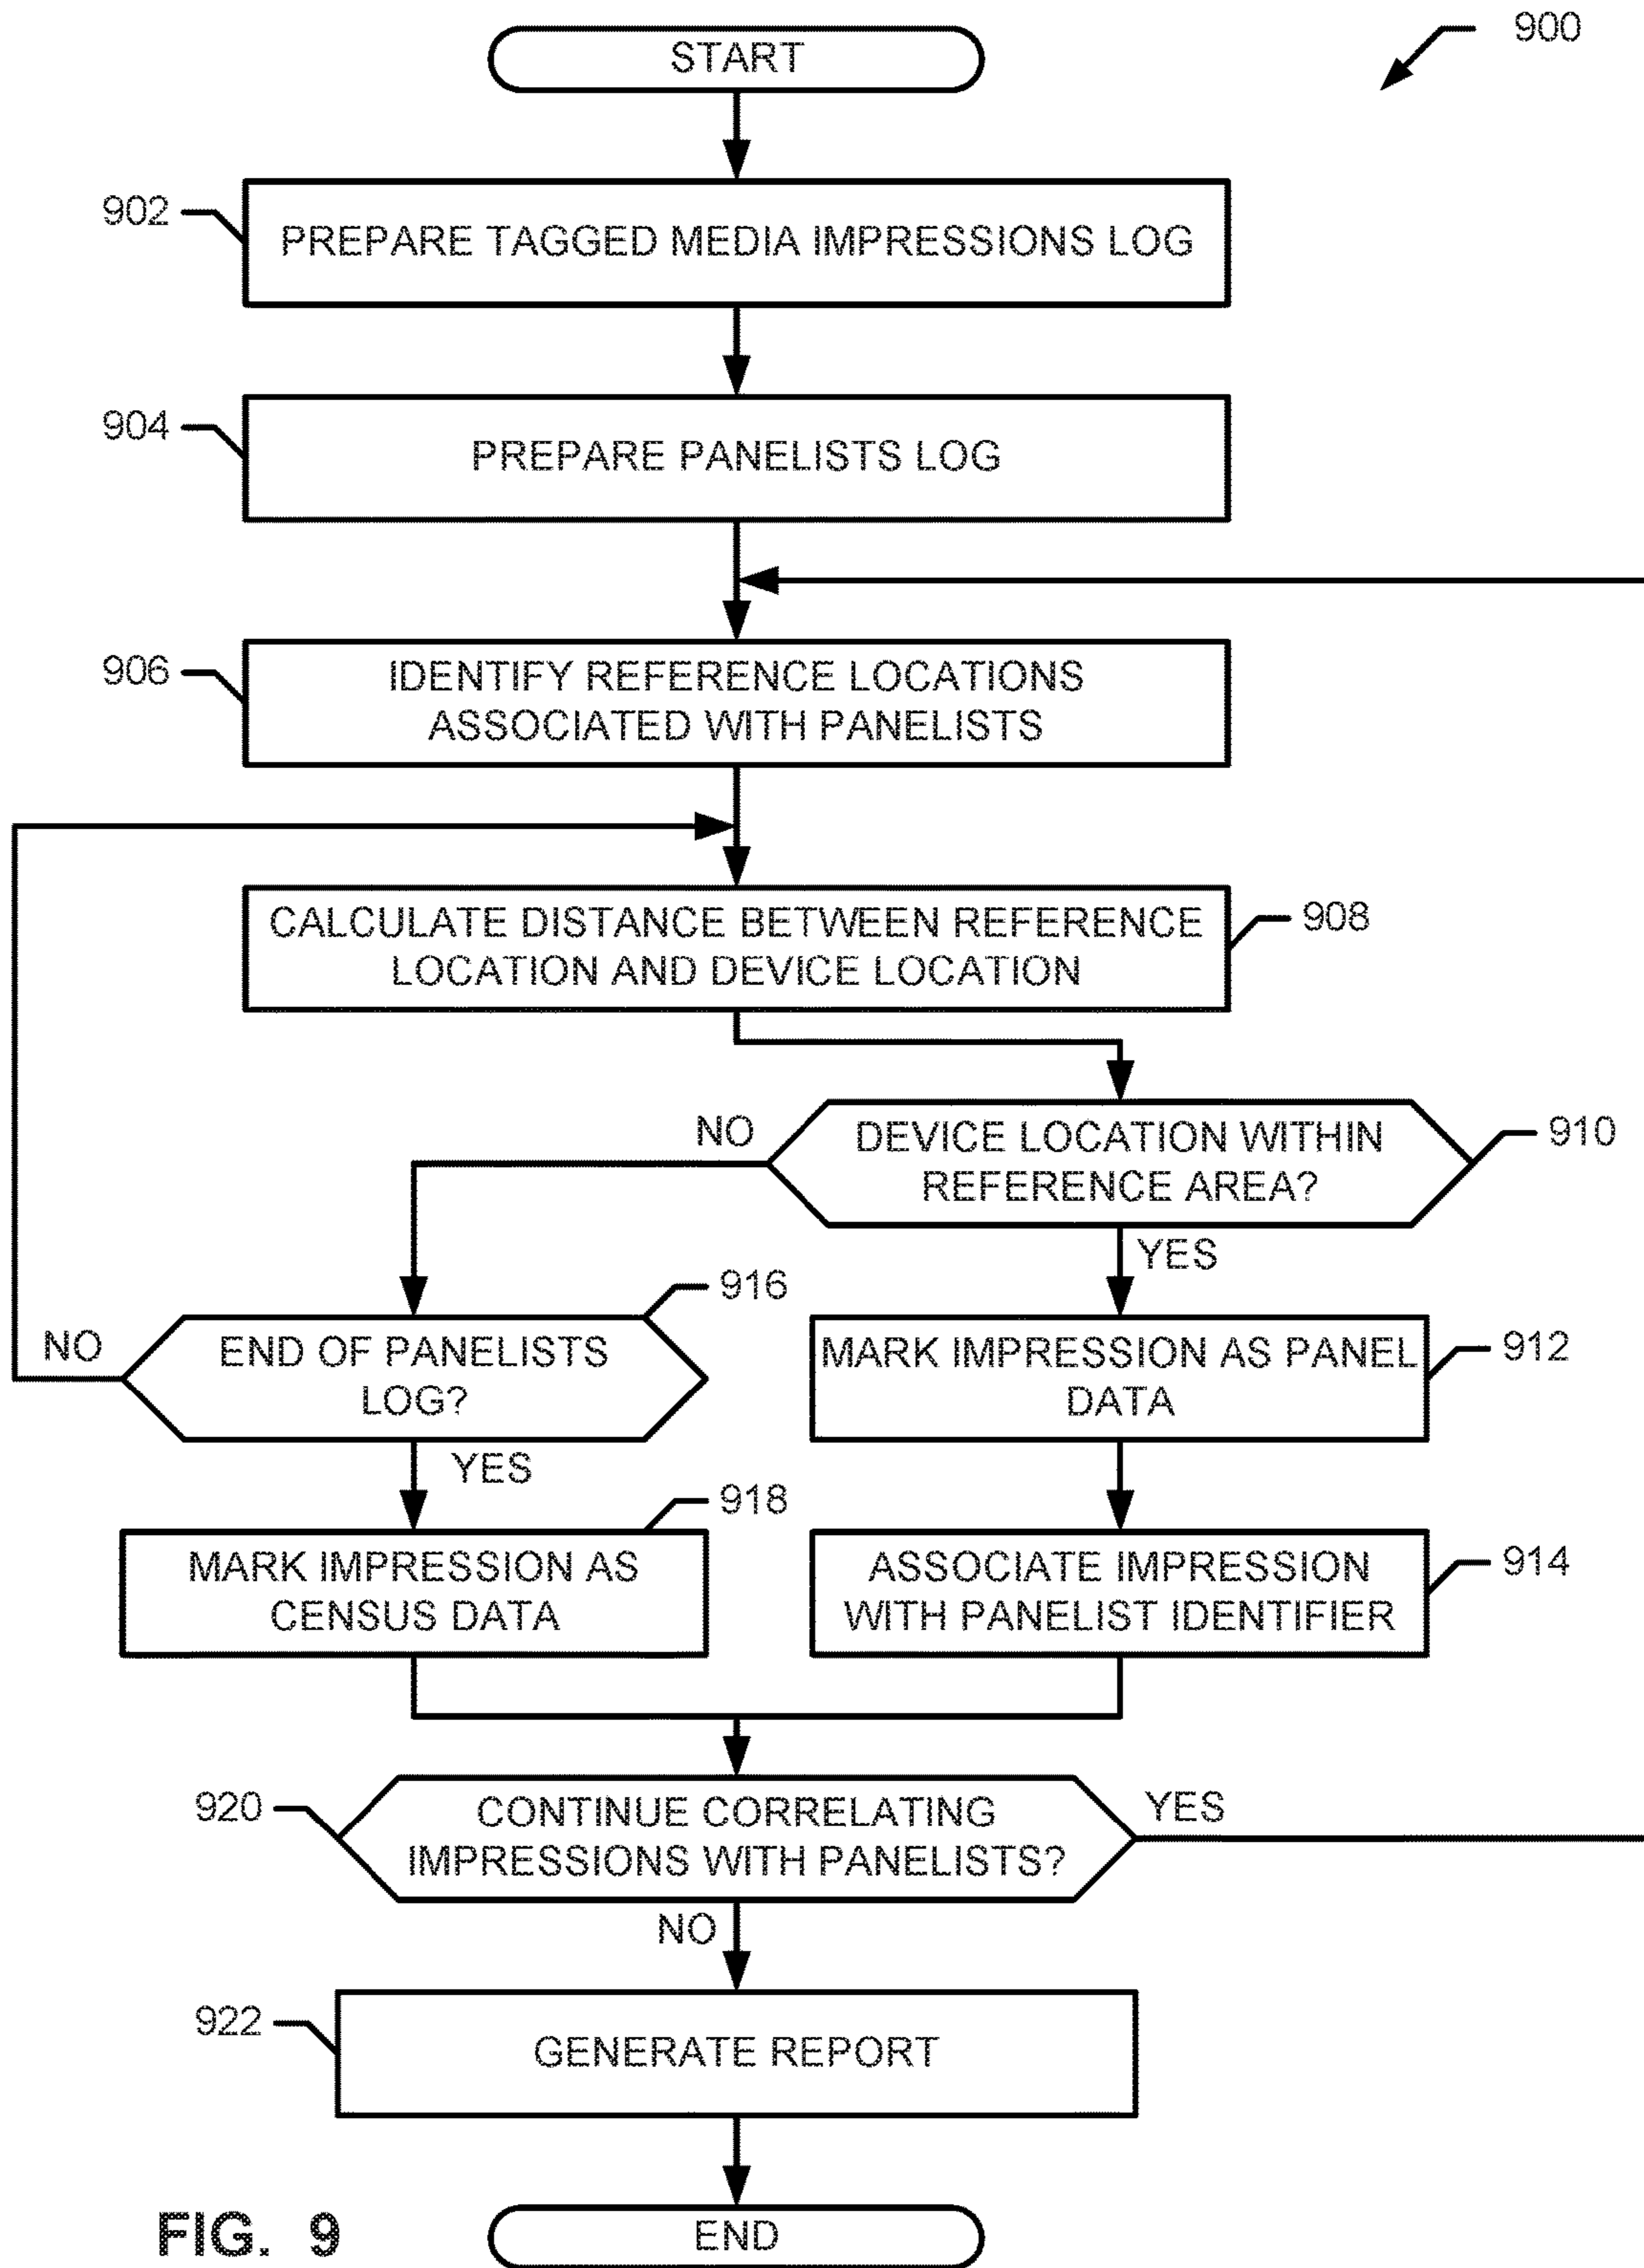 START
900
902
PREPARE TAGGED MEDIA IMPRESSIONS LOG
904
PREPARE PANELISTS LOG
906
IDENTIFY REFERENCE LOCATIONS
ASSOCIATED WITH PANELISTS
CALCULATE DISTANCE BETWEEN REFERENCE
LOCATION AND DEVICE LOCATION
908
NO
DEVICE LOCATION WITHIN
REFERENCE AREA?
910
YES
916
NO
END OF PANELISTS
LOG?
MARK IMPRESSION AS PANEL
DATA
912
YES
918
MARK IMPRESSION AS
CENSUS DATA
ASSOCIATE IMPRESSION
WITH PANELIST IDENTIFIER
914
920
CONTINUE CORRELATING
IMPRESSIONS WITH PANELISTS?
YES
NO
922
GENERATE REPORT
FIG. 9
END